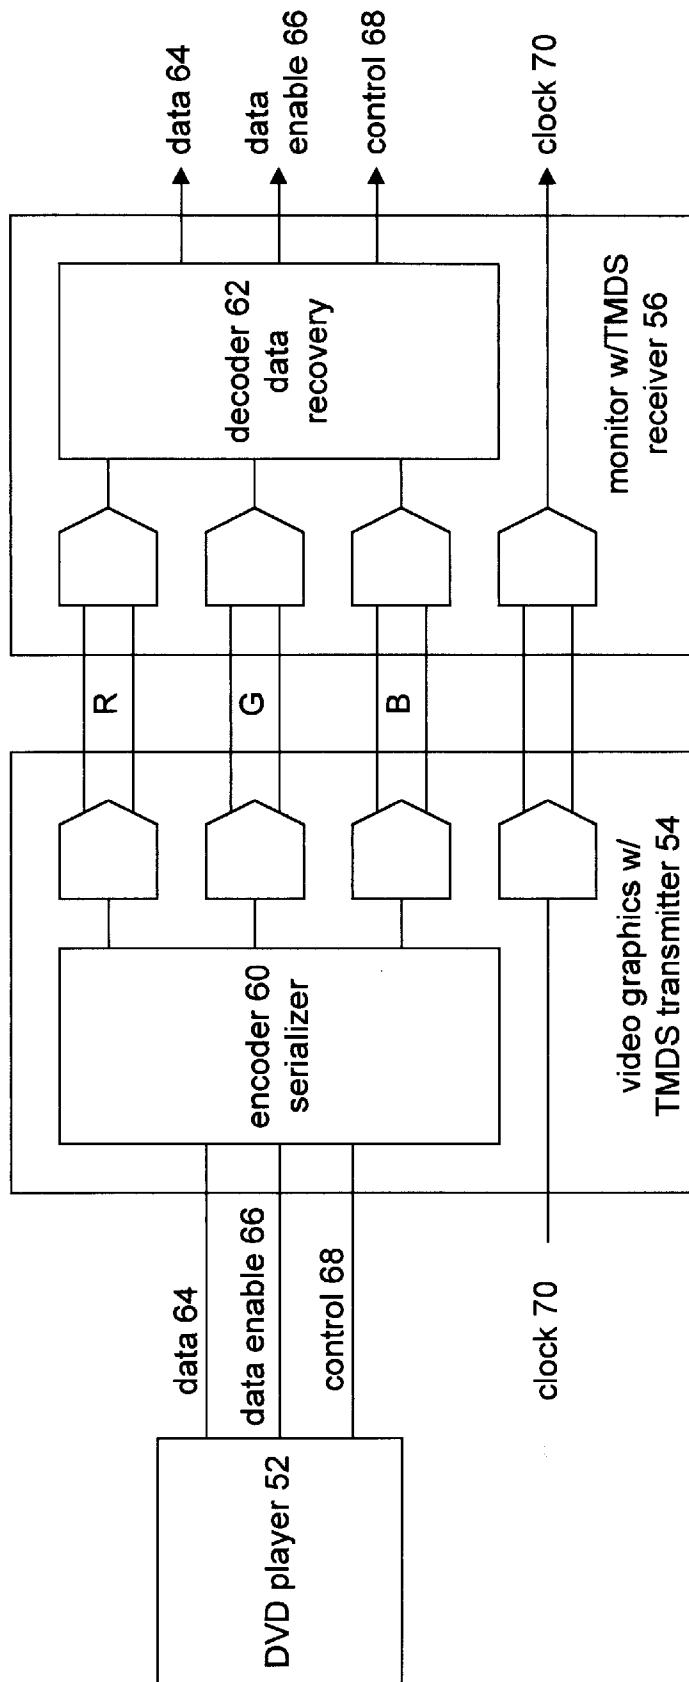 DVD player 52
data 64
data enable 66
control 68
clock 70
encoder 60
serializer
video graphics w/
TMDS transmitter 54
R
G
B
decoder 62
data
recovery
monitor w/TMDS
receiver 56
data 64
data
enable 66
control 68
clock 70